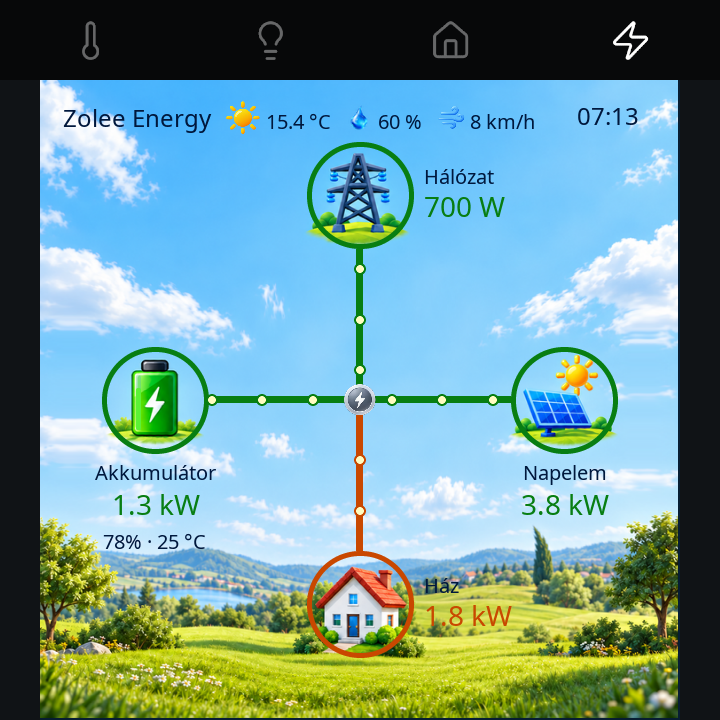 Zolee Energy 15.4 °C 60 % 8 km/h 07:13
Hálózat
700 W
Akkumulátor
1.3 kW
78% · 25 °C
Napelem
3.8 kW
Ház
1.8 kW